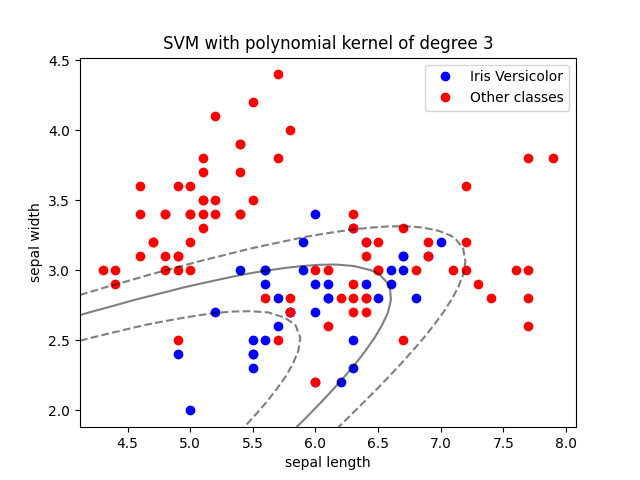 SVM with polynomial kernel of degree 3
Iris Versicolor
Other classes
4.5
4.0
3.5
3.0
2.5
2.0
sepal width
4.5 5.0 5.5 6.0 6.5 7.0 7.5 8.0
sepal length